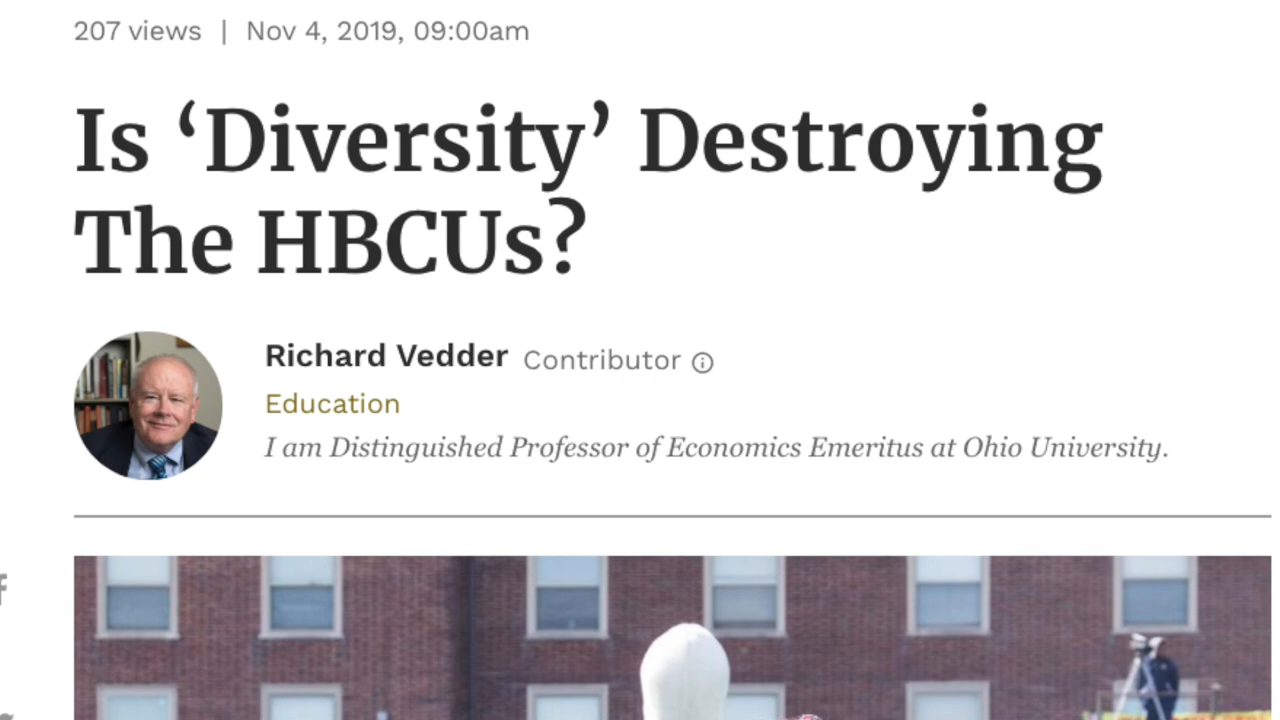 207 views | Nov 4, 2019, 09:00am
Is ‘Diversity’ Destroying
The HBCUs?
Richard Vedder Contributor
Education
I am Distinguished Professor of Economics Emeritus at Ohio University.